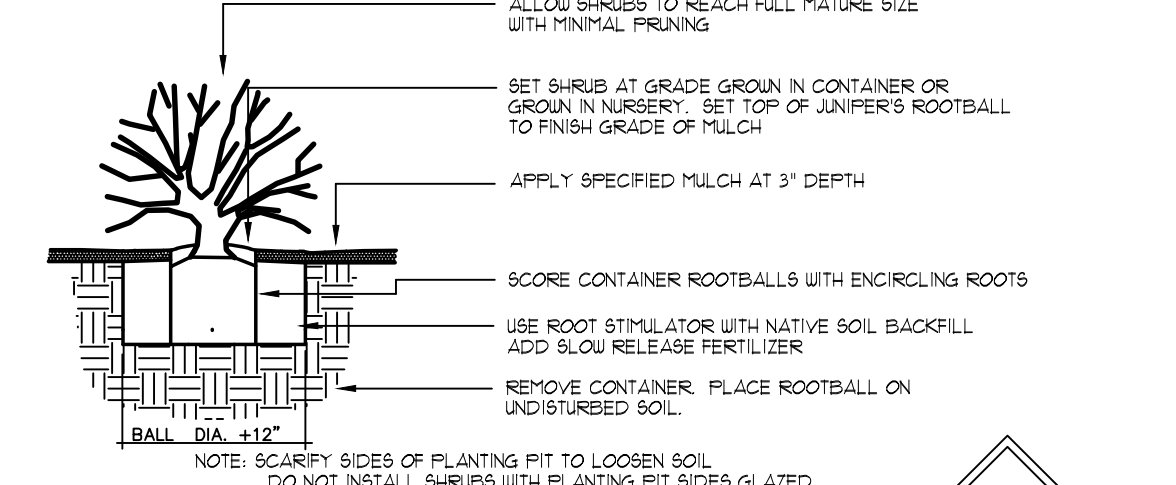 ALLOW SHRUBS TO REACH FULL MATURE SIZE
WITH MINIMAL PRUNING
SET SHRUB AT GRADE GROWN IN CONTAINER OR
GROWN IN NURSERY. SET TOP OF JUNIPER'S ROOTBALL
TO FINISH GRADE OF MULCH
APPLY SPECIFIED MULCH AT 3" DEPTH
SCORE CONTAINER ROOTBALLS WITH ENCIRCLING ROOTS
USE ROOT STIMULATOR WITH NATIVE SOIL BACKFILL
ADD SLOW RELEASE FERTILIZER
REMOVE CONTAINER. PLACE ROOTBALL ON
UNDISTURBED SOIL.
BALL DIA. +12"
NOTE: SCARIFY SIDES OF PLANTING PIT TO LOOSEN SOIL
DO NOT INSTALL SHRUBS WITH PLANTING PIT SIDES GLAZED